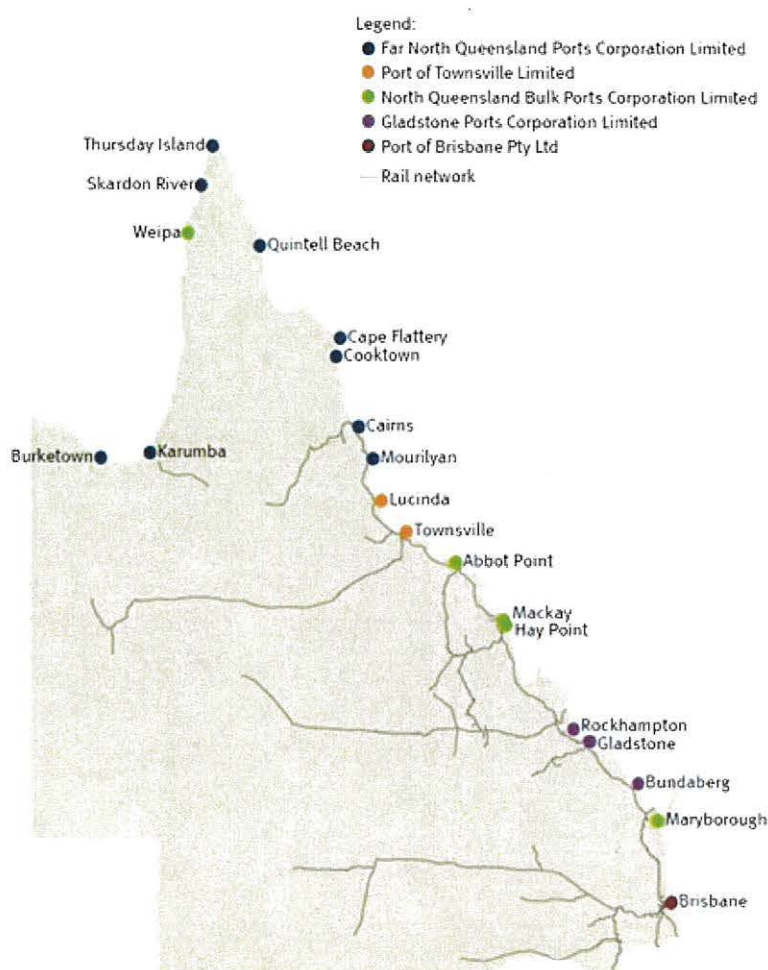 Legend:
Far North Queensland Ports Corporation Limited
Port of Townsville Limited
North Queensland Bulk Ports Corporation Limited
Gladstone Ports Corporation Limited
Port of Brisbane Pty Ltd
Rail network
Thursday Island
Skardon River
Weipa
Quintell Beach
Cape Flattery
Cooktown
Cairns
Burketown
Karumba
Mourilyan
Lucinda
Townsville
Abbot Point
Mackay
Hay Point
Rockhampton
Gladstone
Bundaberg
Maryborough
Brisbane